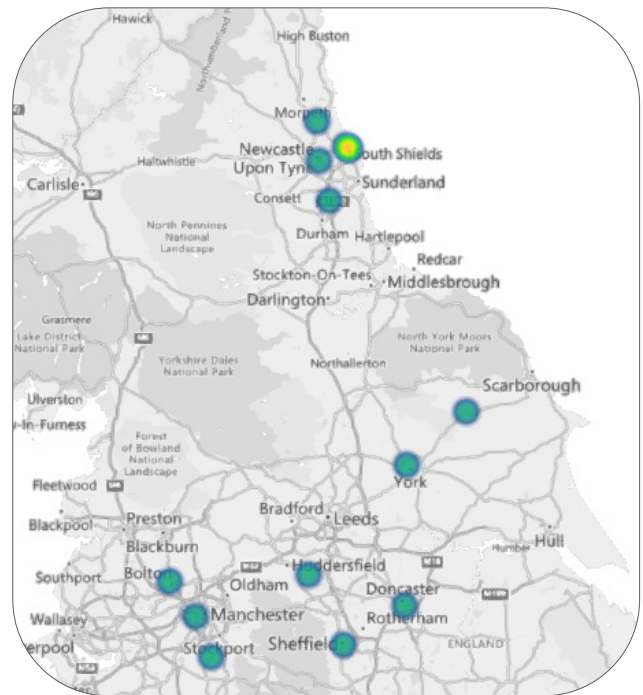 Hawick
High Buston
Morpeth
Newcastle
Upon Tyne
South Shields
Haltwhistle
Carlisle
Sunderland
Consett
North Pennines
National
Landscape
Durham
Hartlepool
Redcar
Stockton-On-Tees
Middlesbrough
Darlington
Grasmere
Lake District
National Park
North York Moors
National Park
Yorkshire Dales
National Park
Northallerton
Scarborough
Ulverston
w-In-Furness
Forest
of Bowland
National
Landscape
Fleetwood
York
Bradford
Leeds
Blackpool
Preston
Blackburn
Hull
Humber
Southport
Bolton
Oldham
Huddersfield
Doncaster
Rotherham
Wallasey
Manchester
erpool
Stockport
Sheffield
ENGLAND